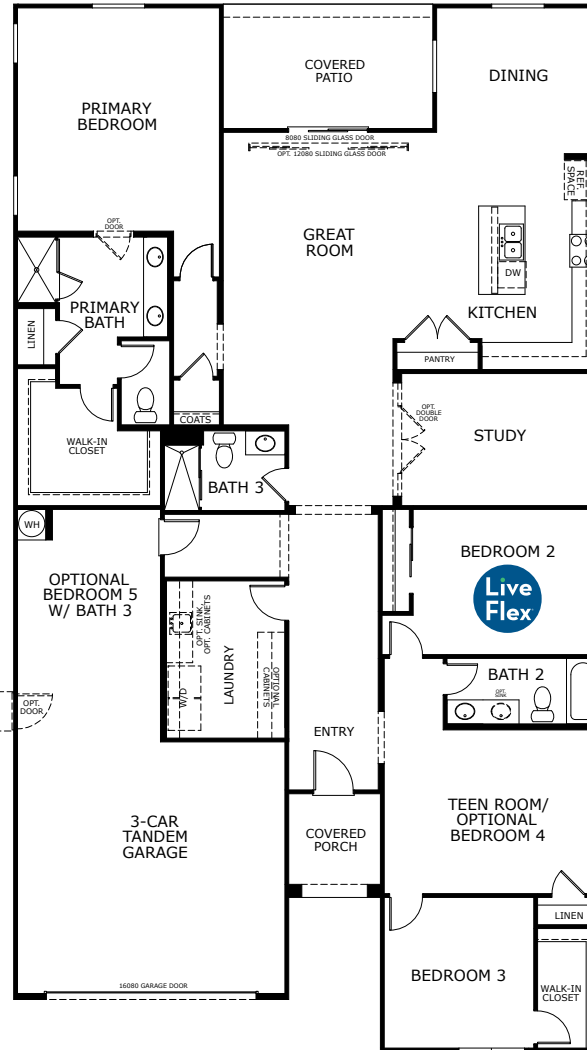 COVERED
PATIO
DINING
PRIMARY
BEDROOM
8080 SLIDING GLASS DOOR
OPT. 12080 SLIDING GLASS DOOR
REF.
SPACE
OPT.
DOOR
GREAT
ROOM
DW
PRIMARY
BATH
KITCHEN
LINEN
PANTRY
COATS
OPT.
DOUBLE
DOOR
STUDY
WALK-IN
CLOSET
BATH 3
WH
BEDROOM 2
Live
Flex
OPTIONAL
BEDROOM 5
W/ BATH 3
OPT. SINK,
OPT. CABINETS
LAUNDRY
OPTIONAL
CABINETS
W/D
BATH 2
OPT.
SINK
OPT.
DOOR
ENTRY
TEEN ROOM/
OPTIONAL
BEDROOM 4
3-CAR
TANDEM
GARAGE
COVERED
PORCH
LINEN
BEDROOM 3
WALK-IN
CLOSET
16080 GARAGE DOOR